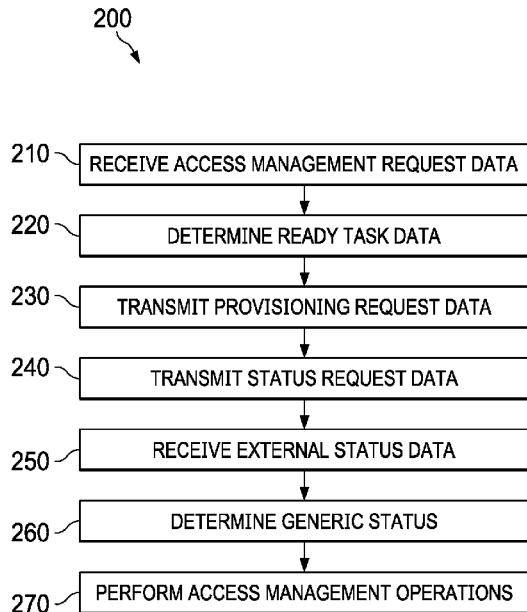 200
210 RECEIVE ACCESS MANAGEMENT REQUEST DATA
220 DETERMINE READY TASK DATA
230 TRANSMIT PROVISIONING REQUEST DATA
240 TRANSMIT STATUS REQUEST DATA
250 RECEIVE EXTERNAL STATUS DATA
260 DETERMINE GENERIC STATUS
270 PERFORM ACCESS MANAGEMENT OPERATIONS